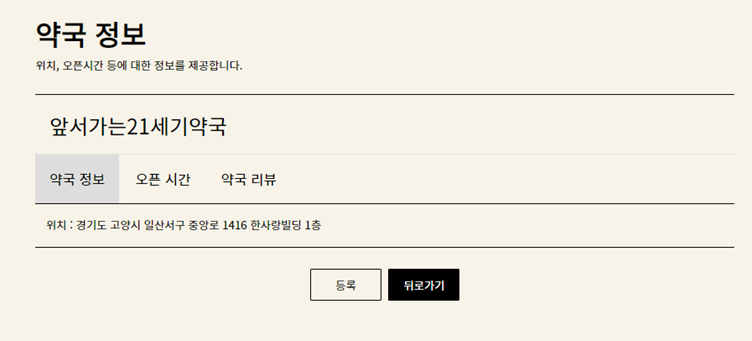 약국 정보
위치, 오픈시간 등에 대한 정보를 제공합니다.
앞서가는21세기약국
약국 정보 오픈 시간 약국 리뷰
위치 : 경기도 고양시 일산서구 중앙로 1416 한사랑빌딩 1층
등록 뒤로가기